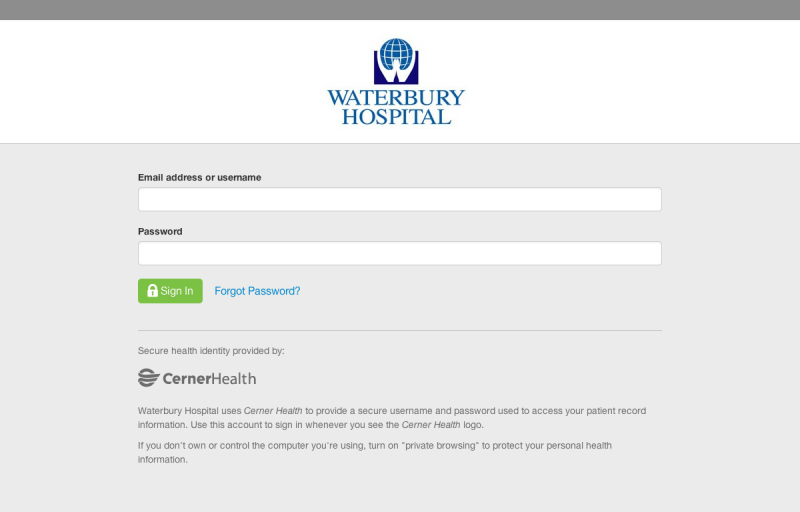 WATERBURY
HOSPITAL
Email address or username
Password
Sign In Forgot Password?
Secure health identity provided by:
CernerHealth
Waterbury Hospital uses Cerner Health to provide a secure username and password used to access your patient record
information. Use this account to sign in whenever you see the Cerner Health logo.
If you don't own or control the computer you're using, turn on "private browsing" to protect your personal health
information.